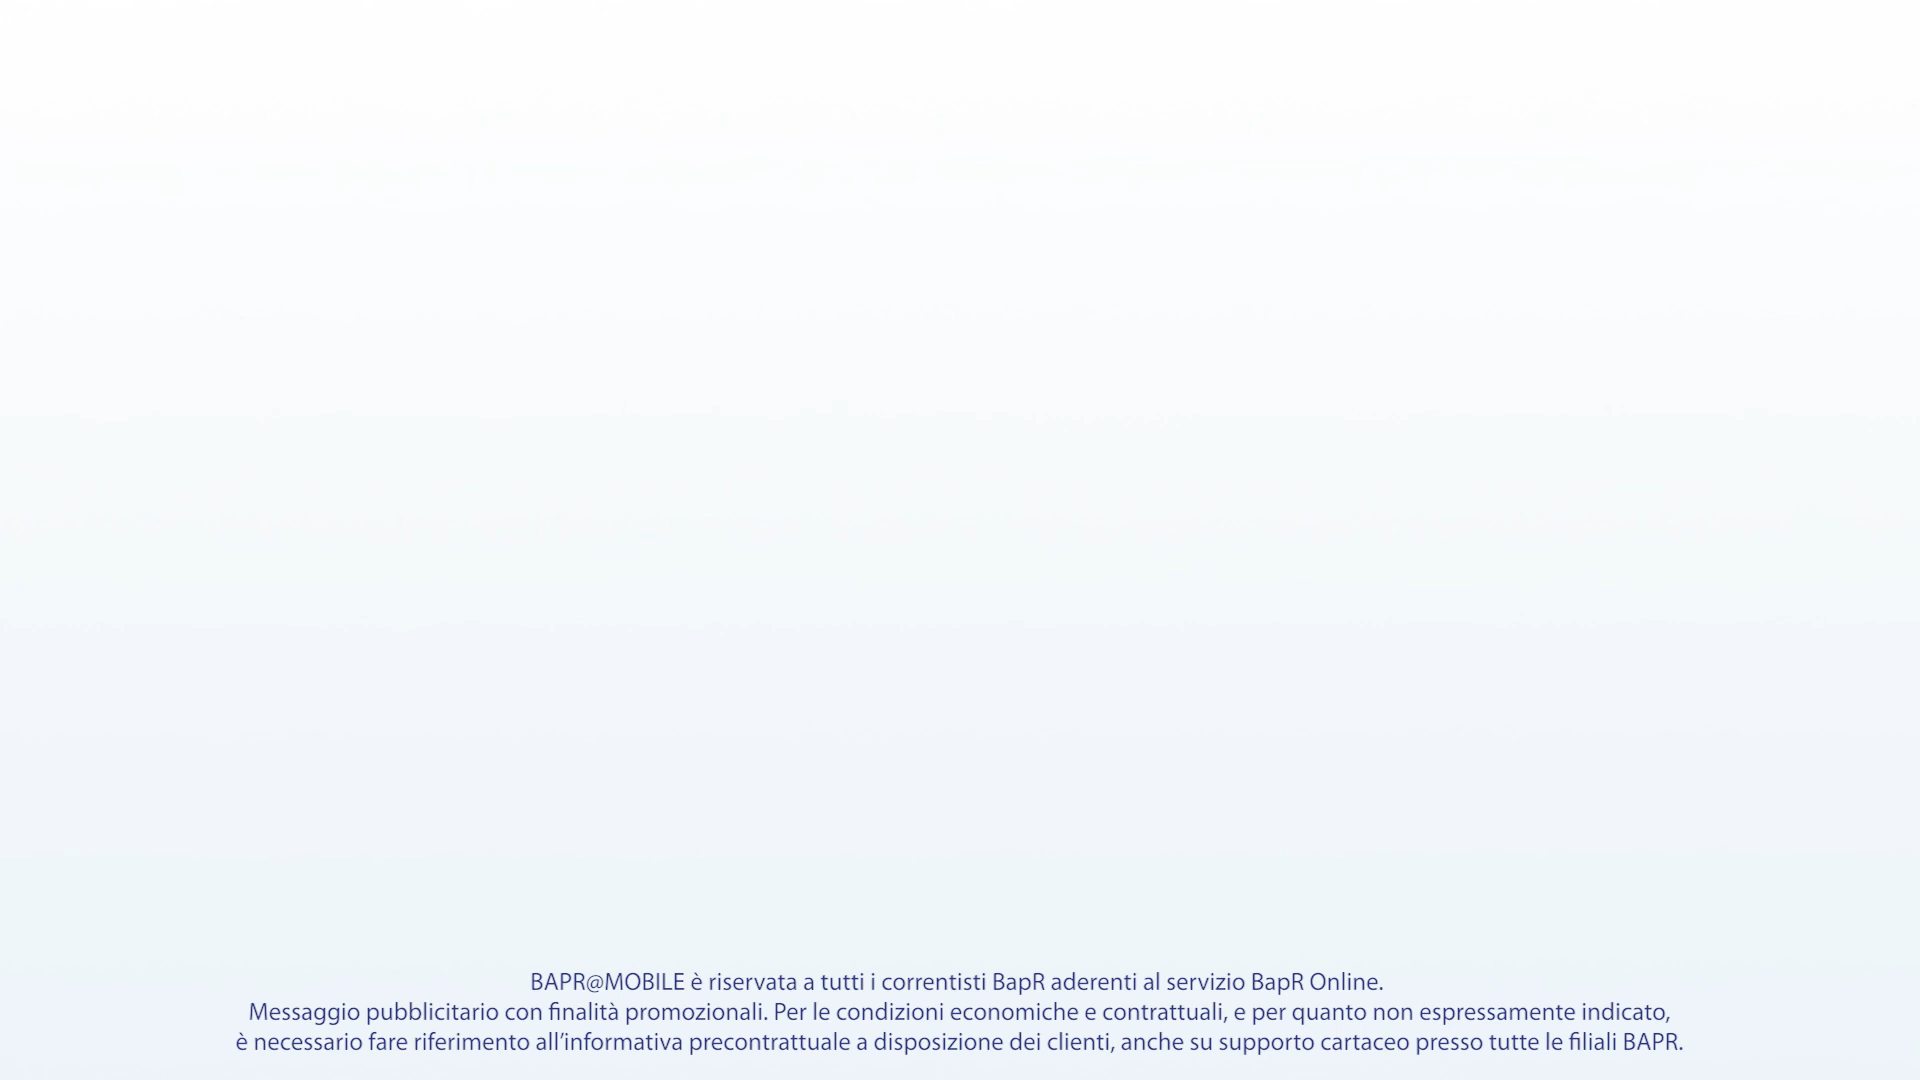 BAPR@MOBILE è riservata a tutti i correntisti BapR aderenti al servizio BapR Online.
Messaggio pubblicitario con finalità promozionali. Per le condizioni economiche e contrattuali, e per quanto non espressamente indicato,
è necessario fare riferimento all’informativa precontrattuale a disposizione dei clienti, anche su supporto cartaceo presso tutte le filiali BAPR.